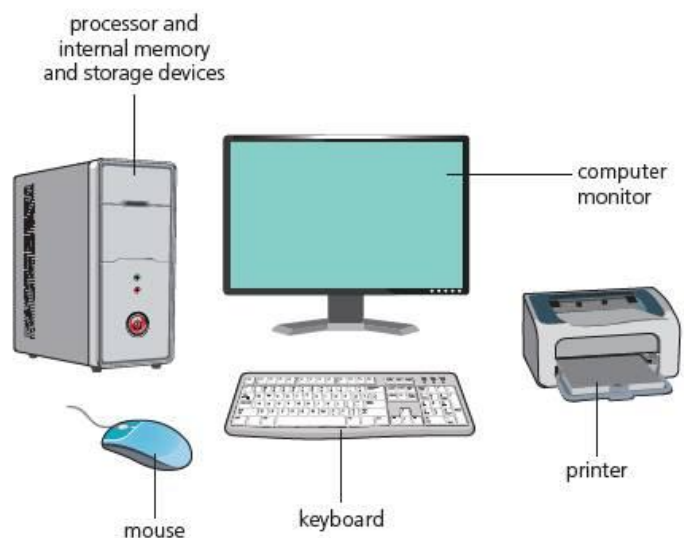 processor and
internal memory
and storage devices
computer
monitor
printer
keyboard
mouse